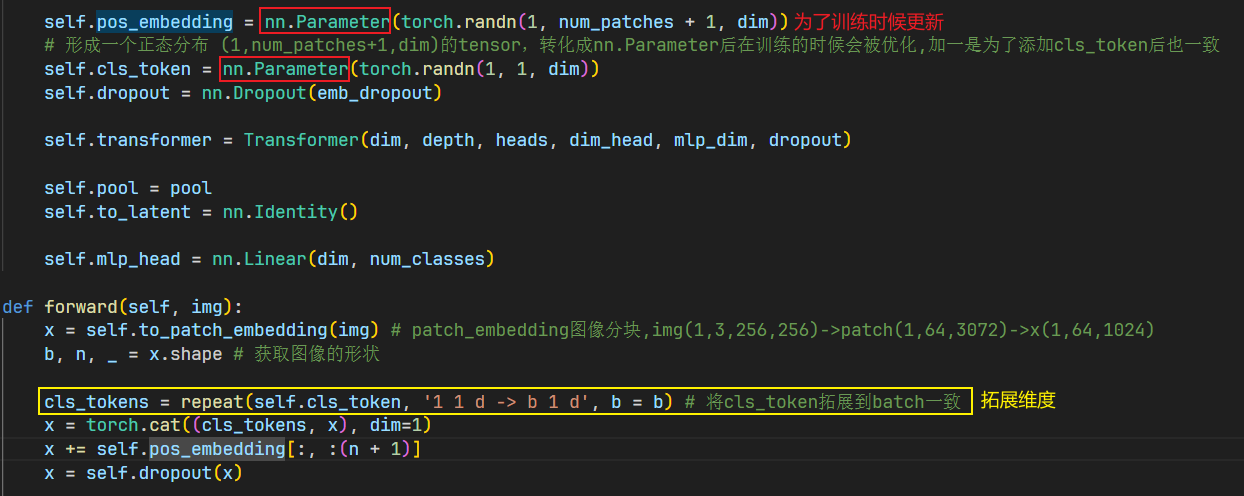 self.pos_embedding = nn.Parameter(torch.randn(1, num_patches + 1, dim)) 为了训练时候更新
# 形成一个正态分布 (1,num_patches+1,dim)的tensor，转化成nn.Parameter后在训练的时候会被优化,加一是为了添加cls_token后也一致
self.cls_token = nn.Parameter(torch.randn(1, 1, dim))
self.dropout = nn.Dropout(emb_dropout)
self.transformer = Transformer(dim, depth, heads, dim_head, mlp_dim, dropout)
self.pool = pool
self.to_latent = nn.Identity()
self.mlp_head = nn.Linear(dim, num_classes)
def forward(self, img):
x = self.to_patch_embedding(img) # patch_embedding图像分块,img(1,3,256,256)->patch(1,64,3072)->x(1,64,1024)
b, n, _ = x.shape # 获取图像的形状
cls_tokens = repeat(self.cls_token, '1 1 d -> b 1 d', b = b) # 将cls_token拓展到batch一致 拓展维度
x = torch.cat((cls_tokens, x), dim=1)
x += self.pos_embedding[:, :(n + 1)]
x = self.dropout(x)